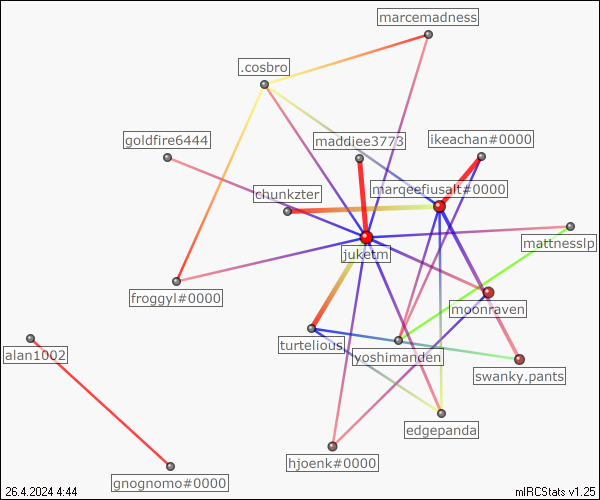 marcemadness
.cosbro
goldfire6444
maddiee3773
ikeachan#0000
chunkzter
marqeefiusalt#0000
mattnesslp
juketm
froggyl#0000
moonraven
turtelious
yoshimanden
alan1002
swanky.pants
edgepanda
hjoenk#0000
gnognomo#0000
26.4.2024 4:44
mIRCStats v1.25